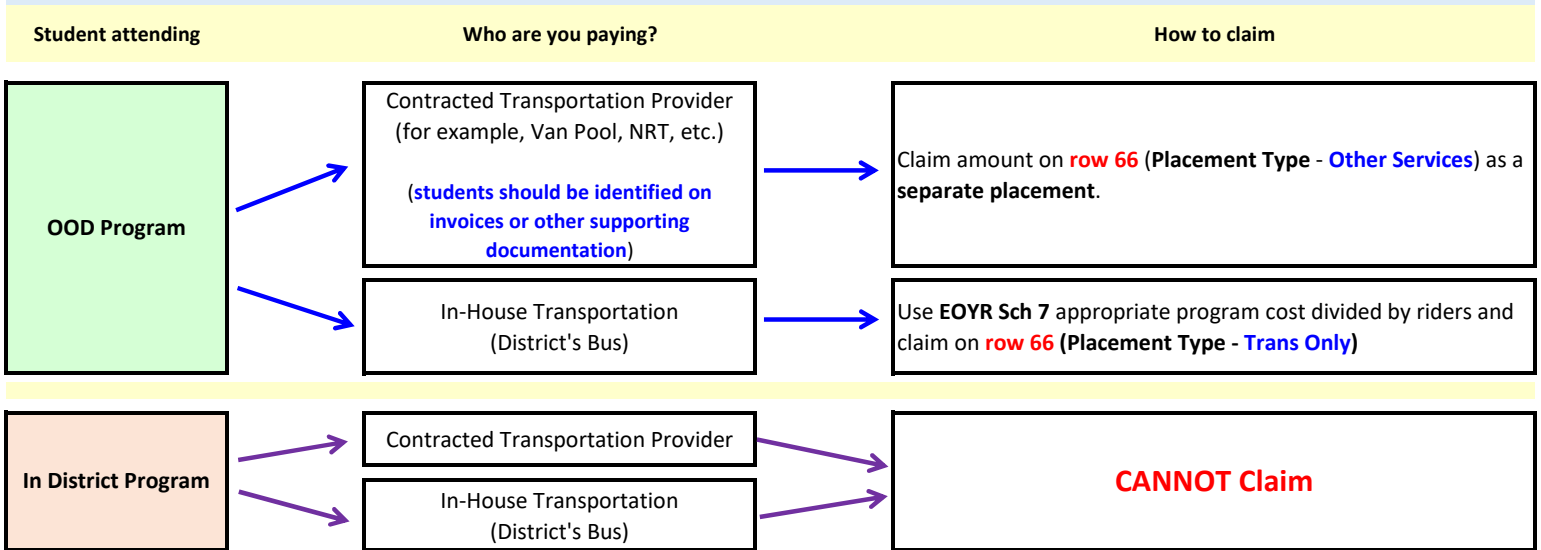 Student attending
Who are you paying?
How to claim
OOD Program
Contracted Transportation Provider
(for example, Van Pool, NRT, etc.)
(students should be identified on
invoices or other supporting
documentation)
Claim amount on row 66 (Placement Type - Other Services) as a
separate placement.
In-House Transportation
(District's Bus)
Use EOYR Sch 7 appropriate program cost divided by riders and
claim on row 66 (Placement Type - Trans Only)
In District Program
Contracted Transportation Provider
In-House Transportation
(District's Bus)
CANNOT Claim